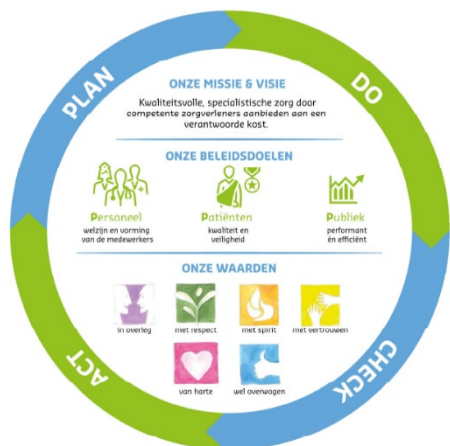 PLAN
DO
ONZE MISSIE & VISIE
Kwaliteitsvolle, specialistische zorg door
competente zorgverleners aanbieden aan een
verantwoorde kost.
ONZE BELEIDSDOELEN
Personeel
welzijn en vorming
van de medewerkers
Patiënten
kwaliteit en
veiligheid
Publiek
performant
én efficiënt
ONZE WAARDEN
in overleg
met respect
met spirit
met vertrouwen
van harte
wel overwogen
ACT
CHECK